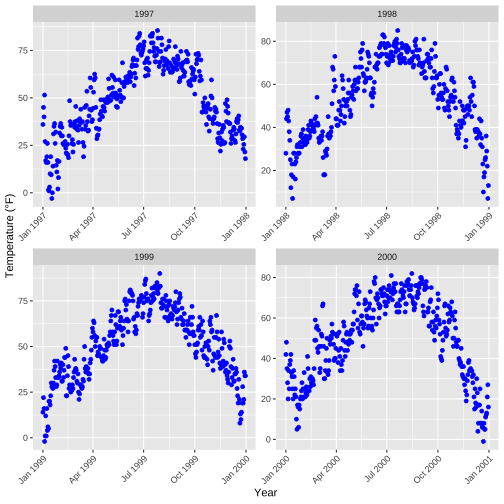 1997
1998
75
50
25
0
80
60
40
20
Jan 1997
Apr 1997
Jul 1997
Oct 1997
Jan 1998
Jan 1998
Apr 1998
Jul 1998
Oct 1998
Jan 1999
Temperature (°F)
1999
2000
75
50
25
0
80
60
40
20
0
Jan 1999
Apr 1999
Jul 1999
Oct 1999
Jan 2000
Jan 2000
Apr 2000
Jul 2000
Oct 2000
Jan 2001
Year